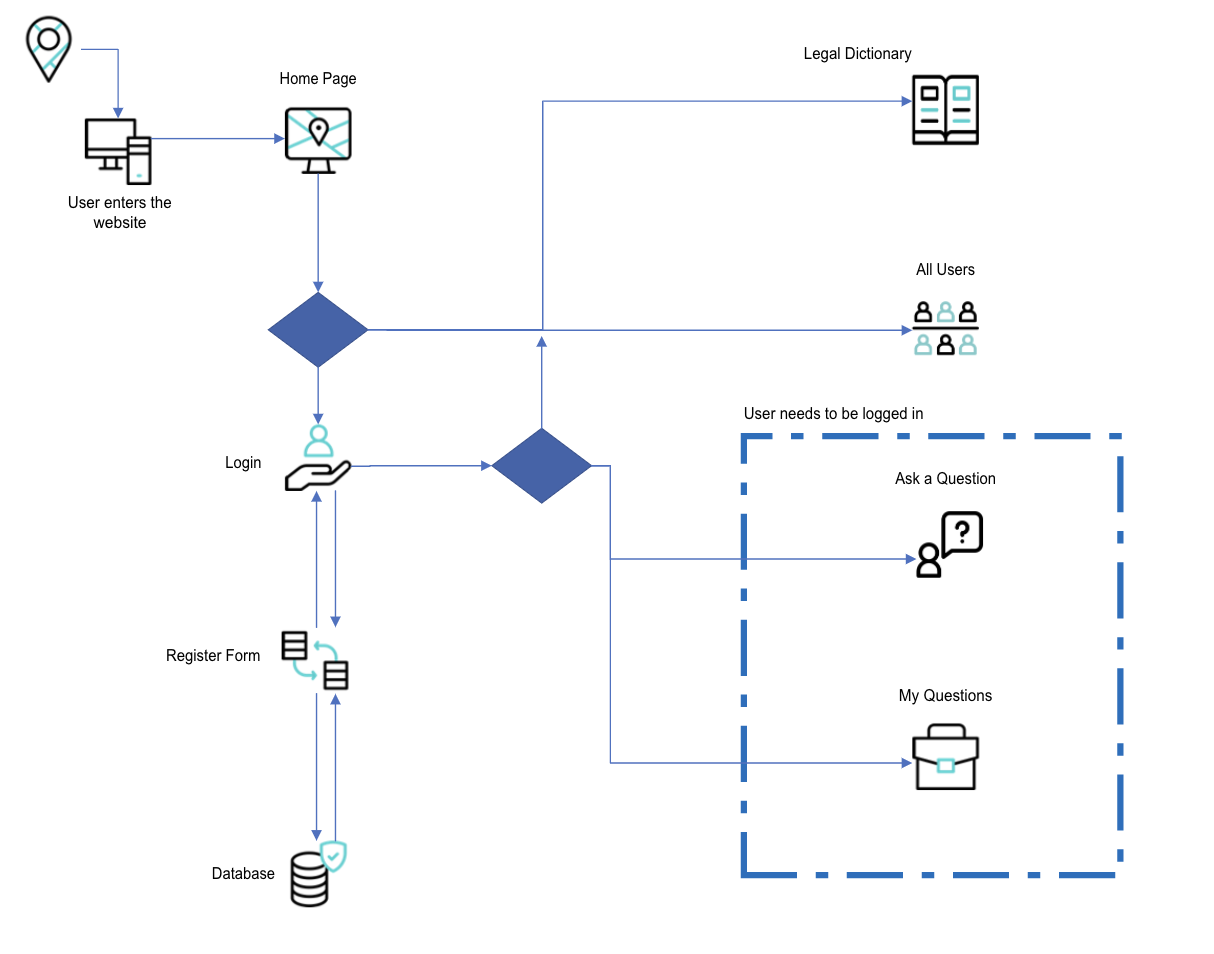 Legal Dictionary
Home Page
User enters the
website
All Users
User needs to be logged in
Login
Ask a Question
?
Register Form
My Questions
Database